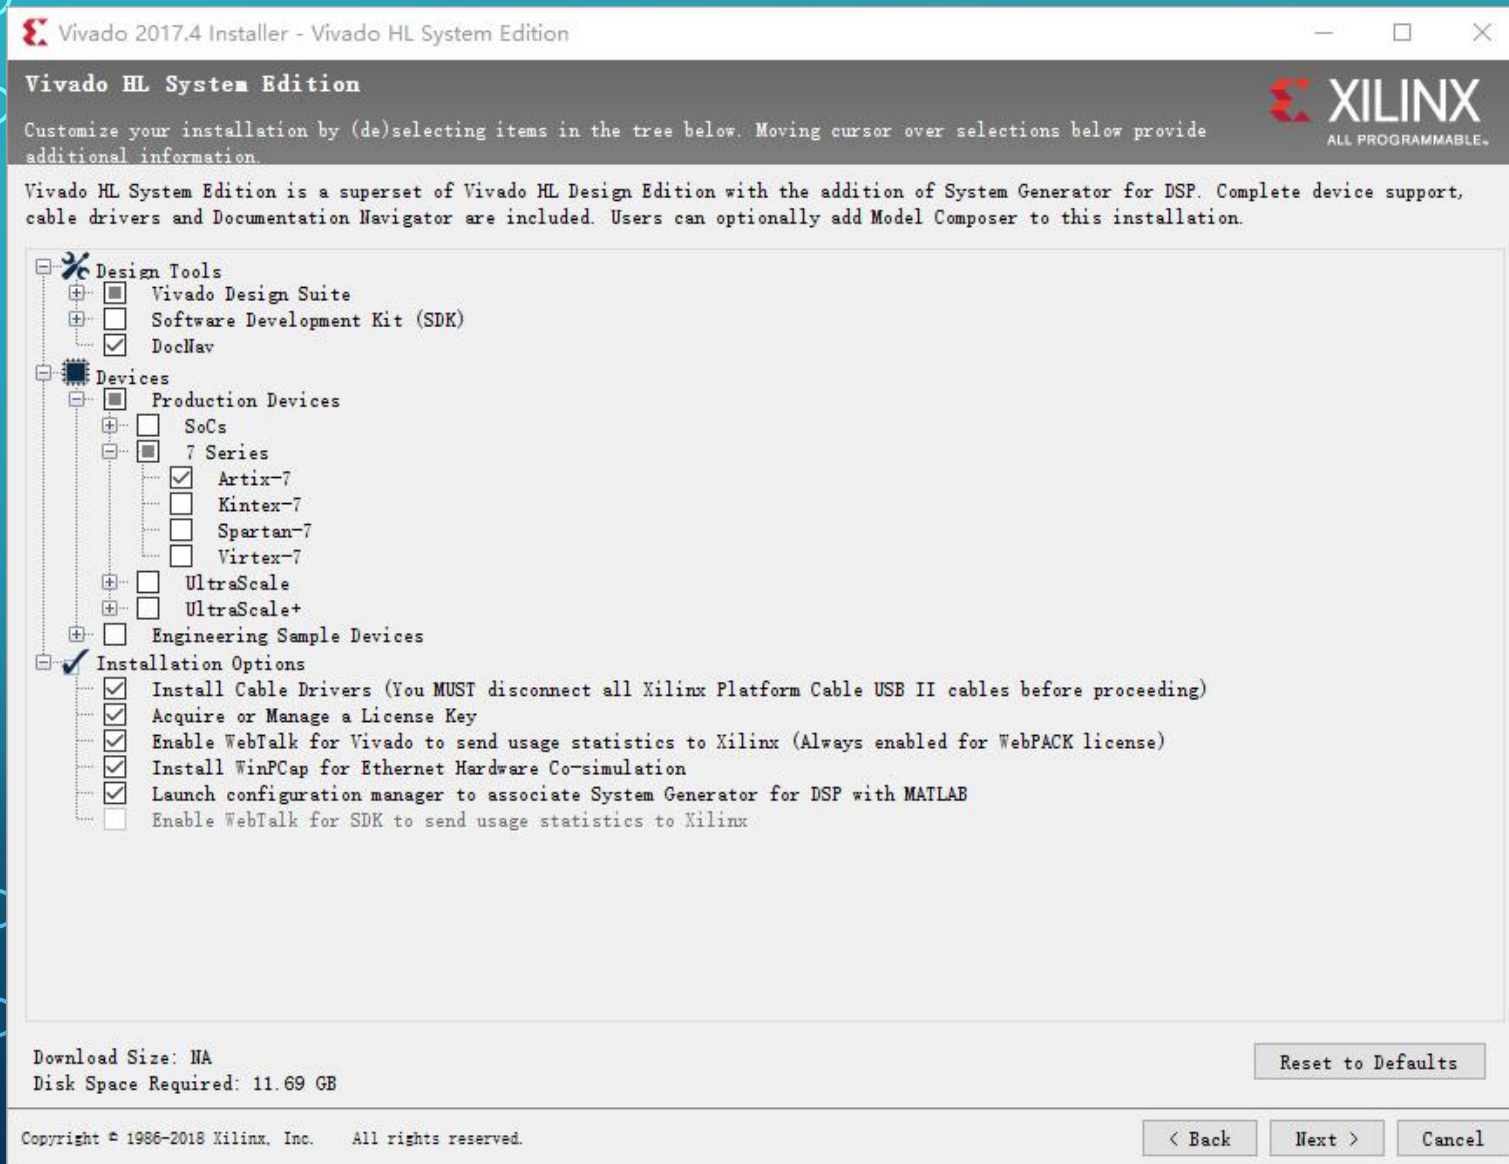 Vivado 2017.4 Installer - Vivado HL System Edition
Vivado HL System Edition
XILINX
ALL PROGRAMMABLE.
Customize your installation by (de)selecting items in the tree below. Moving cursor over selections below provide
additional information.
Vivado HL System Edition is a superset of Vivado HL Design Edition with the addition of System Generator for DSP. Complete device support,
cable drivers and Documentation Navigator are included. Users can optionally add Model Composer to this installation.
Design Tools
Vivado Design Suite
Software Development Kit (SDK)
DocNav
Devices
Production Devices
SoCs
7 Series
Artix-7
Kintex-7
Spartan-7
Virtex-7
UltraScale
UltraScale+
Engineering Sample Devices
Installation Options
Install Cable Drivers (You MUST disconnect all Xilinx Platform Cable USB II cables before proceeding)
Acquire or Manage a License Key
Enable WebTalk for Vivado to send usage statistics to Xilinx (Always enabled for WebPACK license)
Install WinPCap for Ethernet Hardware Co-simulation
Launch configuration manager to associate System Generator for DSP with MATLAB
Enable WebTalk for SDK to send usage statistics to Xilinx
Download Size: NA
Disk Space Required: 11.69 GB
Reset to Defaults
Copyright © 1986-2018 Xilinx, Inc. All rights reserved.
< Back
Next >
Cancel